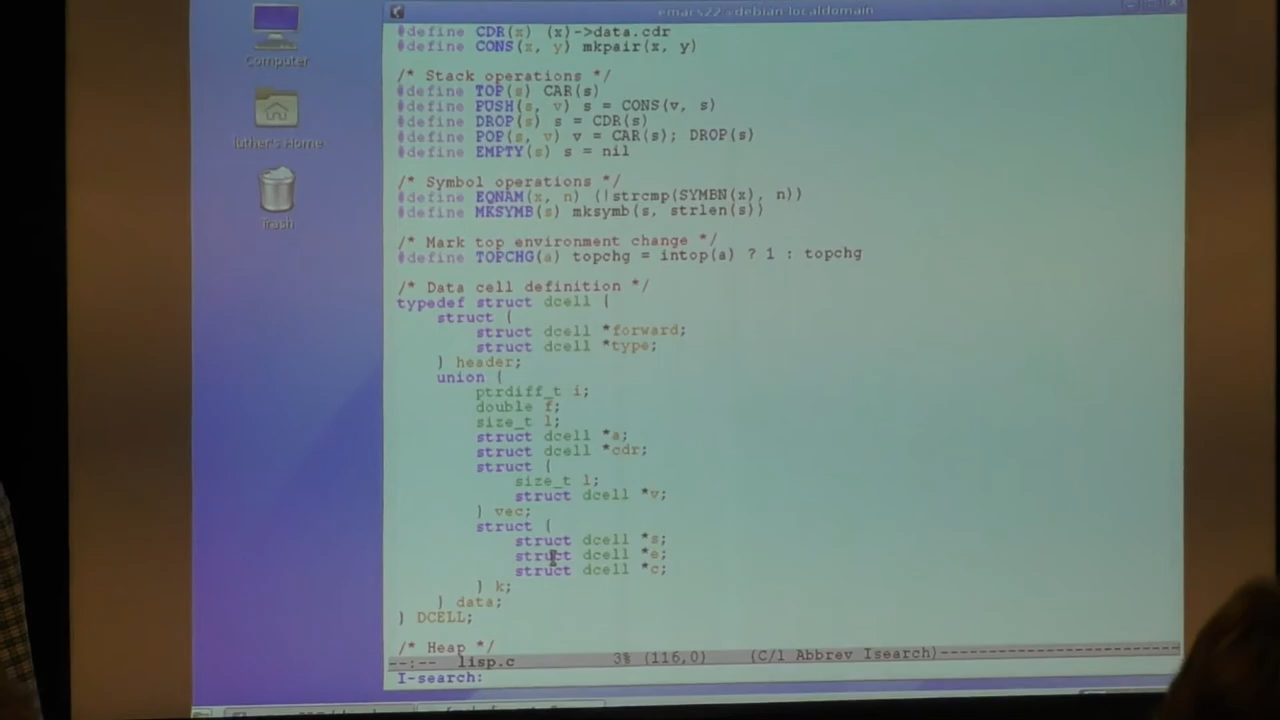 emacs22@debian.localdomain
Computer
luther's Home
Trash
#define CDR(x) (x)->data.cdr
#define CONS(x, y) mkpair(x, y)
/* Stack operations */
#define TOP(s) CAR(s)
#define PUSH(s, v) s = CONS(v, s)
#define DROP(s) s = CDR(s)
#define POP(s, v) v = CAR(s); DROP(s)
#define EMPTY(s) s = nil
/* Symbol operations */
#define EQNAM(x, n) (!strcmp(SYMBN(x), n))
#define MKSYMB(s) mksymb(s, strlen(s))
/* Mark top environment change */
#define TOPCHG(a) topchg = intop(a) ? 1 : topchg
/* Data cell definition */
typedef struct dcell {
struct {
struct dcell *forward;
struct dcell *type;
} header;
union {
ptrdiff_t i;
double f;
size_t l;
struct dcell *a;
struct dcell *cdr;
struct {
size_t l;
struct dcell *v;
} vec;
struct {
struct dcell *s;
struct dcell *e;
struct dcell *c;
} k;
} data;
} DCELL;
/* Heap */
--:-- lisp.c 3% (116,0) (C/l Abbrev Isearch)
I-search: